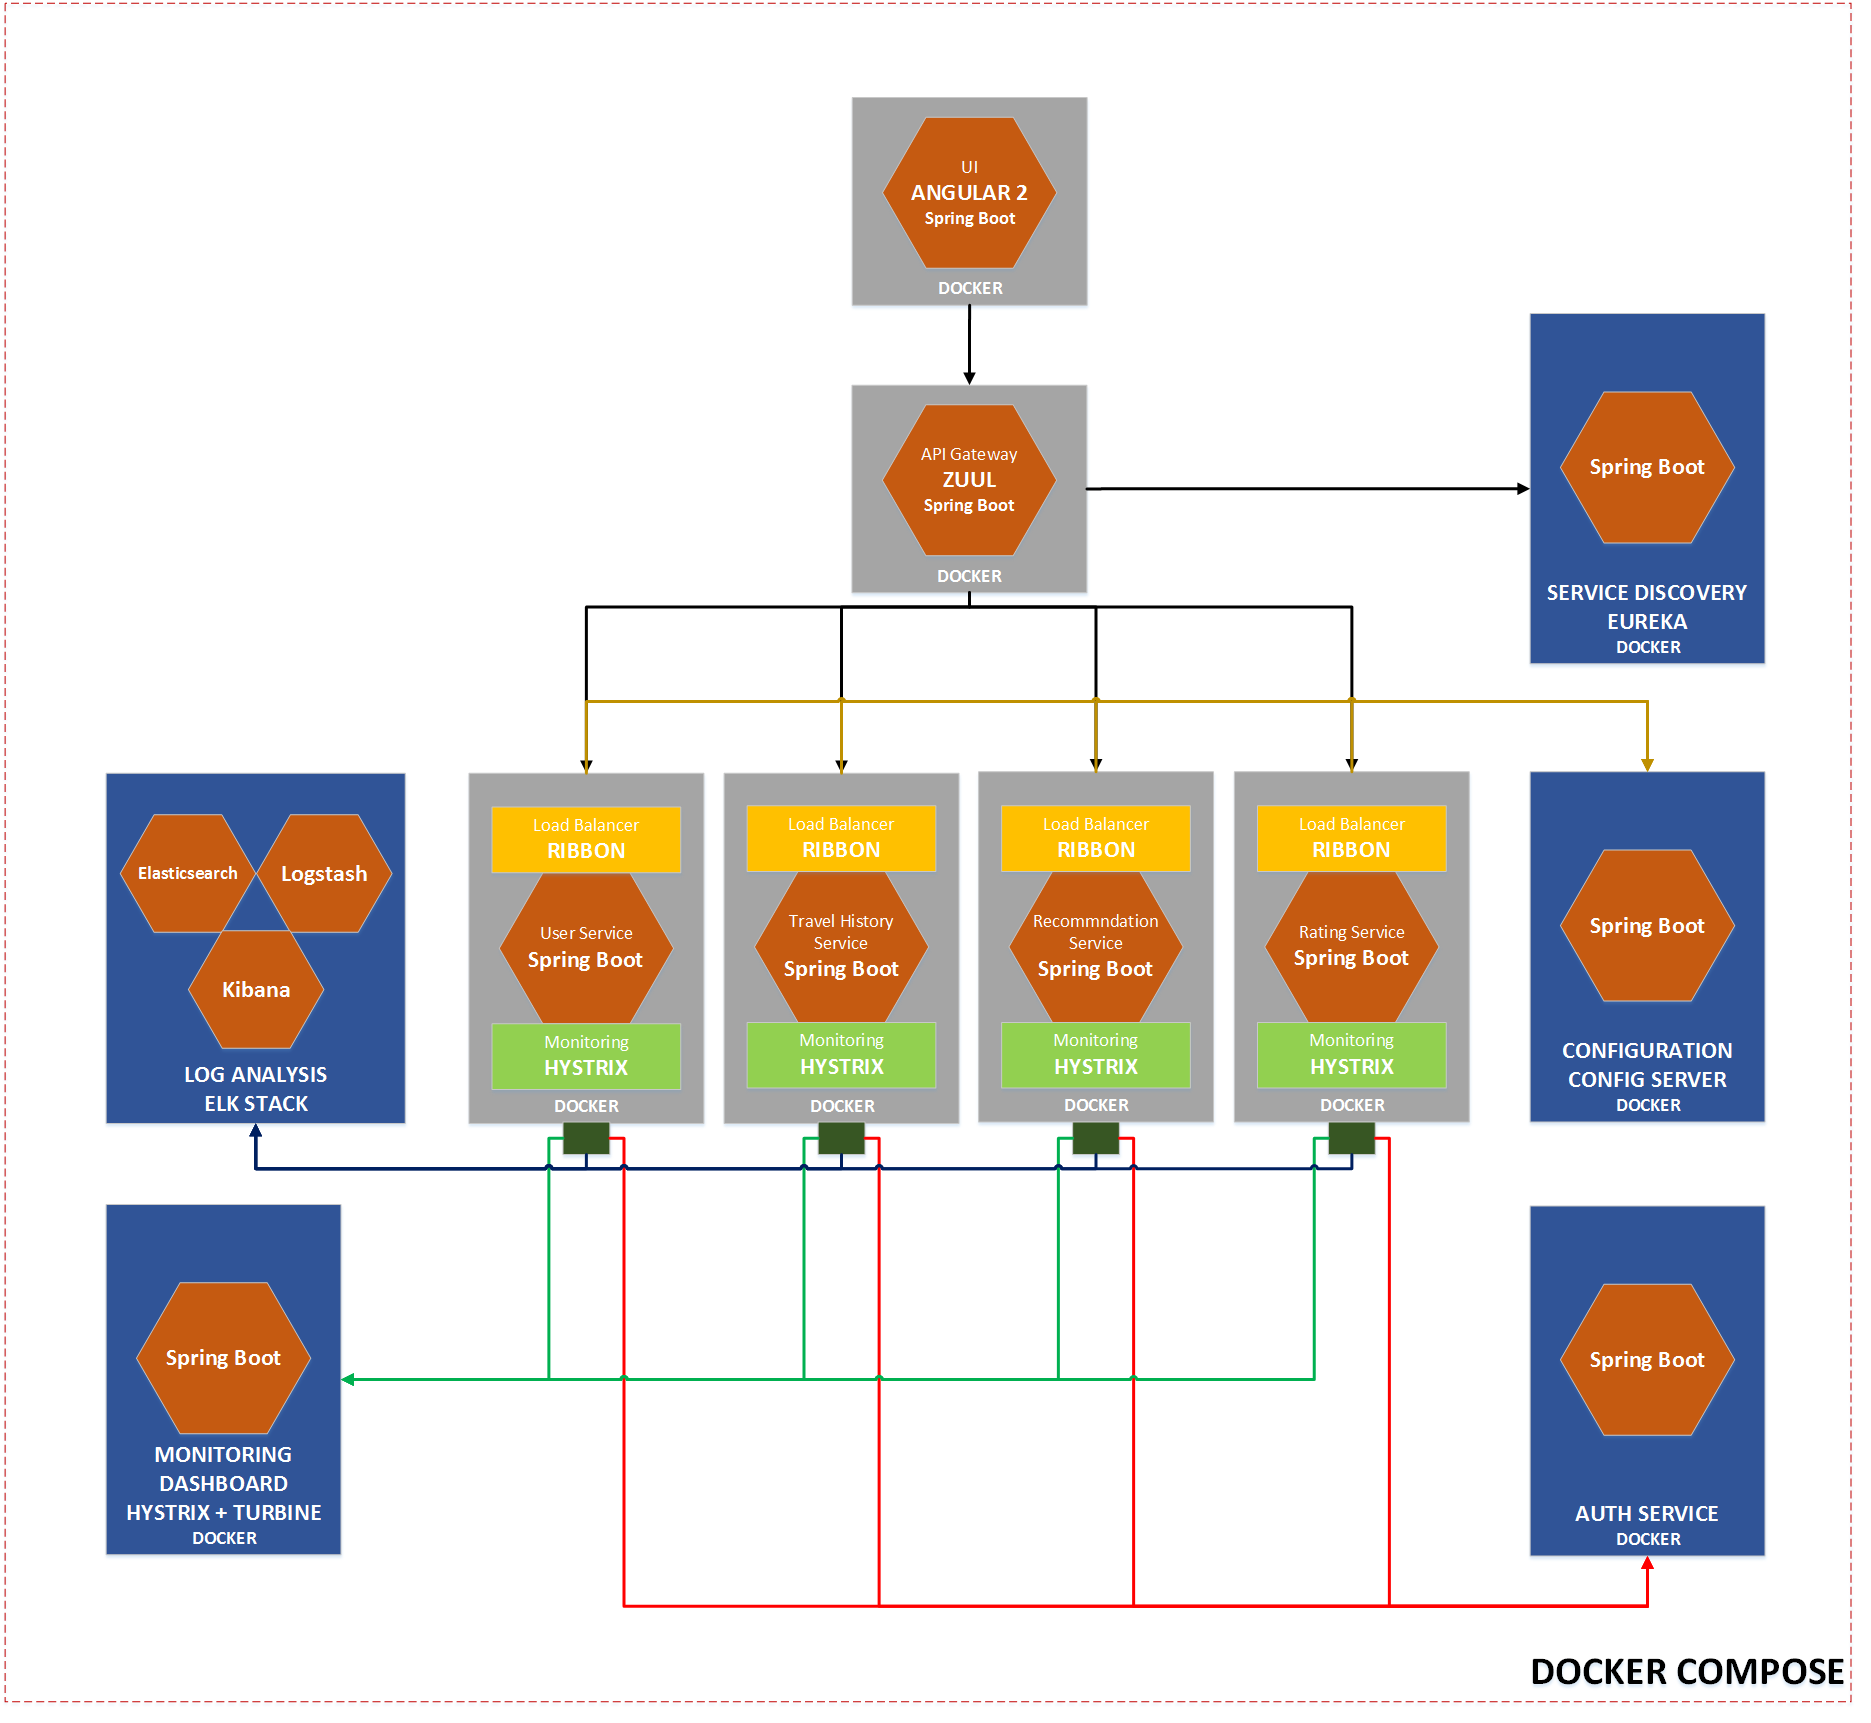 UI
ANGULAR 2
Spring Boot
DOCKER
API Gateway
ZUUL
Spring Boot
DOCKER
Spring Boot
SERVICE DISCOVERY
EUREKA
DOCKER
Elasticsearch
Logstash
Kibana
LOG ANALYSIS
ELK STACK
Load Balancer
RIBBON
User Service
Spring Boot
Monitoring
HYSTRIX
DOCKER
Load Balancer
RIBBON
Travel History
Service
Spring Boot
Monitoring
HYSTRIX
DOCKER
Load Balancer
RIBBON
Recommndation
Service
Spring Boot
Monitoring
HYSTRIX
DOCKER
Load Balancer
RIBBON
Rating Service
Spring Boot
Monitoring
HYSTRIX
DOCKER
Spring Boot
CONFIGURATION
CONFIG SERVER
DOCKER
Spring Boot
MONITORING
DASHBOARD
HYSTRIX + TURBINE
DOCKER
Spring Boot
AUTH SERVICE
DOCKER
DOCKER COMPOSE